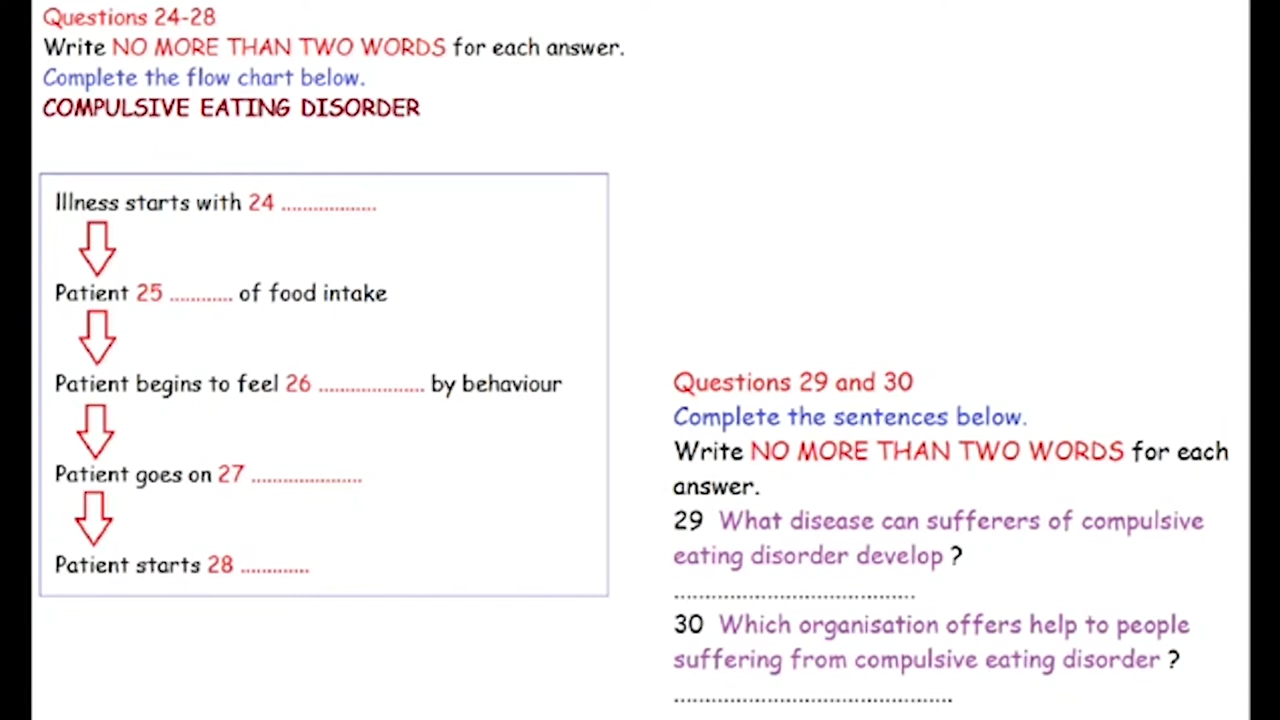 Questions 24-28
Write NO MORE THAN TWO WORDS for each answer.
Complete the flow chart below.
COMPULSIVE EATING DISORDER
Illness starts with 24 ..................
Patient 25 ............ of food intake
Patient begins to feel 26 .................... by behaviour
Patient goes on 27 .....................
Patient starts 28 .............
Questions 29 and 30
Complete the sentences below.
Write NO MORE THAN TWO WORDS for each
answer.
29 What disease can sufferers of compulsive
eating disorder develop ?
.......................................
30 Which organisation offers help to people
suffering from compulsive eating disorder ?
.............................................